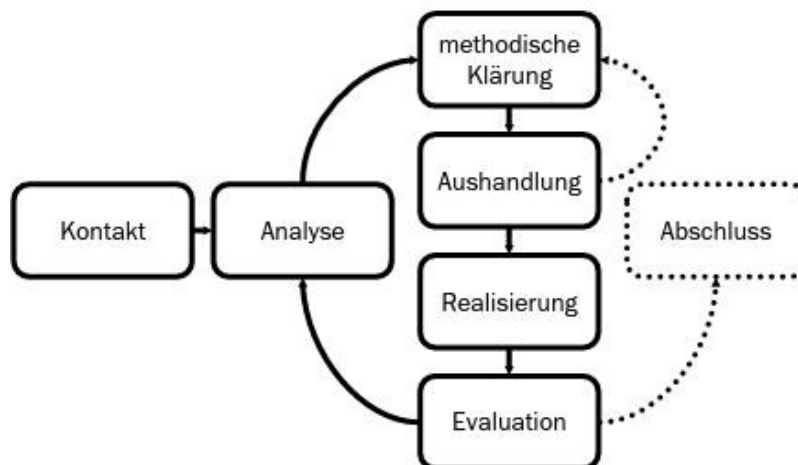 methodische
Klärung
Aushandlung
Kontakt
Analyse
Abschluss
Realisierung
Evaluation